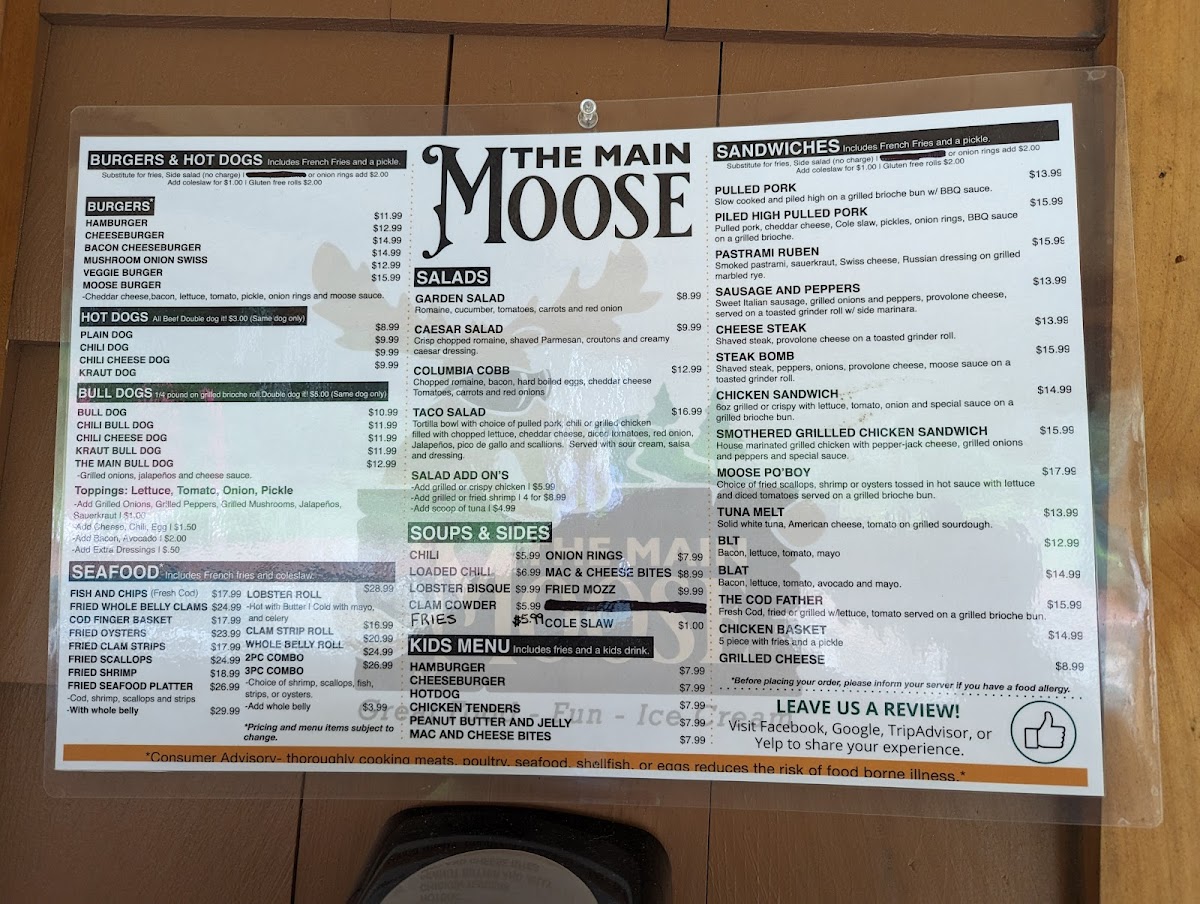 BURGERS & HOT DOGS Includes French Fries and a pickle.
Substitute for fries, Side salad (no charge) I or onion rings add $2.00
Add coleslaw for $1.00 I Gluten free rolls $2.00
BURGERS*
HAMBURGER $11.99
CHEESEBURGER $12.99
BACON CHEESEBURGER $14.99
MUSHROOM ONION SWISS $14.99
VEGGIE BURGER $12.99
MOOSE BURGER $15.99
-Cheddar cheese,bacon, lettuce, tomato, pickle, onion rings and moose sauce.
HOT DOGS All Beef Double dog it! $3.00 (Same dog only)
PLAIN DOG $8.99
CHILI DOG $9.99
CHILI CHEESE DOG $9.99
KRAUT DOG $9.99
BULL DOGS 1/4 pound on grilled brioche roll.Double dog it! $5.00 (Same dog only)
BULL DOG $10.99
CHILI BULL DOG $11.99
CHILI CHEESE DOG $11.99
KRAUT BULL DOG $11.99
THE MAIN BULL DOG $12.99
-Grilled onions, jalapeños and cheese sauce.
Toppings: Lettuce, Tomato, Onion, Pickle
-Add Grilled Onions, Grilled Peppers, Grilled Mushrooms, Jalapeños,
Sauerkraut I $1.00
-Add Cheese, Chili, Egg I $1.50
-Add Bacon, Avocado I $2.00
-Add Extra Dressings I $.50
SEAFOOD* Includes French fries and coleslaw.
FISH AND CHIPS (Fresh Cod) $17.99
FRIED WHOLE BELLY CLAMS $24.99
COD FINGER BASKET $17.99
FRIED OYSTERS $23.99
FRIED CLAM STRIPS $17.99
FRIED SCALLOPS $24.99
FRIED SHRIMP $18.99
FRIED SEAFOOD PLATTER $26.99
-Cod, shrimp, scallops and strips
-With whole belly $29.99
LOBSTER ROLL $28.99
-Hot with Butter I Cold with mayo,
and celery
CLAM STRIP ROLL $16.99
WHOLE BELLY ROLL $20.99
2PC COMBO $24.99
3PC COMBO $26.99
-Choice of shrimp, scallops, fish,
strips, or oysters.
-Add whole belly $3.99
*Pricing and menu items subject to
change.
THE MAIN
MOOSE
SALADS
GARDEN SALAD $8.99
Romaine, cucumber, tomatoes, carrots and red onion
CAESAR SALAD $9.99
Crisp chopped romaine, shaved Parmesan, croutons and creamy
caesar dressing.
COLUMBIA COBB $12.99
Chopped romaine, bacon, hard boiled eggs, cheddar cheese
Tomatoes, carrots and red onions
TACO SALAD $16.99
Tortilla bowl with choice of pulled pork, chili or grilled chicken
filled with chopped lettuce, cheddar cheese, diced tomatoes, red onion,
Jalapeños, pico de gallo and scallions. Served with sour cream, salsa
and dressing.
SALAD ADD ON'S
-Add grilled or crispy chicken I $5.99
-Add grilled or fried shrimp I 4 for $8.99
-Add scoop of tuna I $4.99
SOUPS & SIDES
CHILI $5.99
LOADED CHILI $6.99
LOBSTER BISQUE $9.99
CLAM COWDER $5.99
FRIES $5.99
ONION RINGS $7.99
MAC & CHEESE BITES $8.99
FRIED MOZZ $9.99
COLE SLAW $1.00
KIDS MENU Includes fries and a kids drink.
HAMBURGER $7.99
CHEESEBURGER $7.99
HOTDOG $7.99
CHICKEN TENDERS $7.99
PEANUT BUTTER AND JELLY $7.99
MAC AND CHEESE BITES $7.99
THE MAIN
MOOSE
- Fun - Ice Cream
SANDWICHES Includes French Fries and a pickle.
Substitute for fries, Side salad (no charge) I or onion rings add $2.00
Add coleslaw for $1.00 I Gluten free rolls $2.00
PULLED PORK $13.99
Slow cooked and piled high on a grilled brioche bun w/ BBQ sauce.
PILED HIGH PULLED PORK $15.99
Pulled pork, cheddar cheese, Cole slaw, pickles, onion rings, BBQ sauce
on a grilled brioche.
PASTRAMI RUBEN $15.99
Smoked pastrami, sauerkraut, Swiss cheese, Russian dressing on grilled
marbled rye.
SAUSAGE AND PEPPERS $13.99
Sweet Italian sausage, grilled onions and peppers, provolone cheese,
served on a toasted grinder roll w/ side marinara.
CHEESE STEAK $13.99
Shaved steak, provolone cheese on a toasted grinder roll.
STEAK BOMB $15.99
Shaved steak, peppers, onions, provolone cheese, moose sauce on a
toasted grinder roll.
CHICKEN SANDWICH $14.99
6oz grilled or crispy with lettuce, tomato, onion and special sauce on a
grilled brioche bun.
SMOTHERED GRILLLED CHICKEN SANDWICH $15.99
House marinated grilled chicken with pepper-jack cheese, grilled onions
and peppers and special sauce.
MOOSE PO'BOY $17.99
Choice of fried scallops, shrimp or oysters tossed in hot sauce with lettuce
and diced tomatoes served on a grilled brioche bun.
TUNA MELT $13.99
Solid white tuna, American cheese, tomato on grilled sourdough.
BLT $12.99
Bacon, lettuce, tomato, mayo
BLAT $14.99
Bacon, lettuce, tomato, avocado and mayo.
THE COD FATHER $15.99
Fresh Cod, fried or grilled w/lettuce, tomato served on a grilled brioche bun.
CHICKEN BASKET $14.99
5 piece with fries and a pickle
GRILLED CHEESE $8.99
*Before placing your order, please inform your server if you have a food allergy.
LEAVE US A REVIEW!
Visit Facebook, Google, TripAdvisor, or
Yelp to share your experience.
*Consumer Advisory- thoroughly cooking meats, poultry, seafood, shellfish, or eggs reduces the risk of food borne illness.*